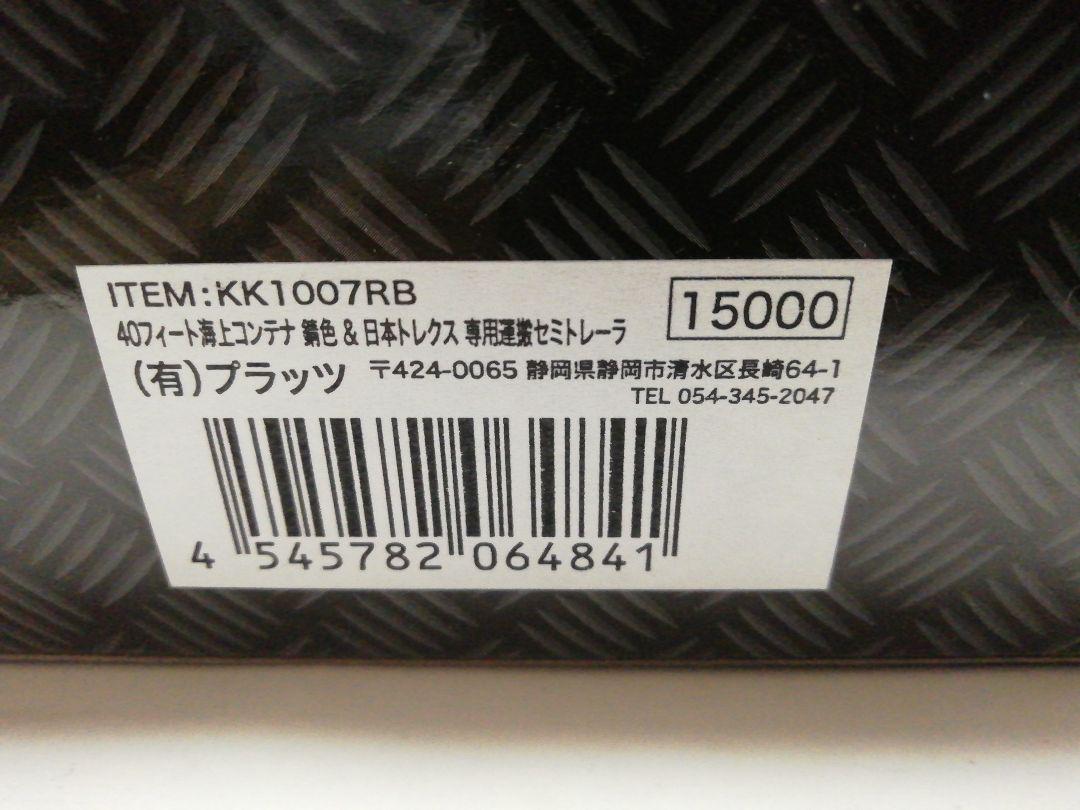 ITEM:KK1007RB
15000
40フィート海上コンテナ 錆色 & 日本トレクス 専用運搬セミトレーラ
(有)プラッツ 〒424-0065 静岡県静岡市清水区長崎64-1
TEL 054-345-2047
4 545782 064841